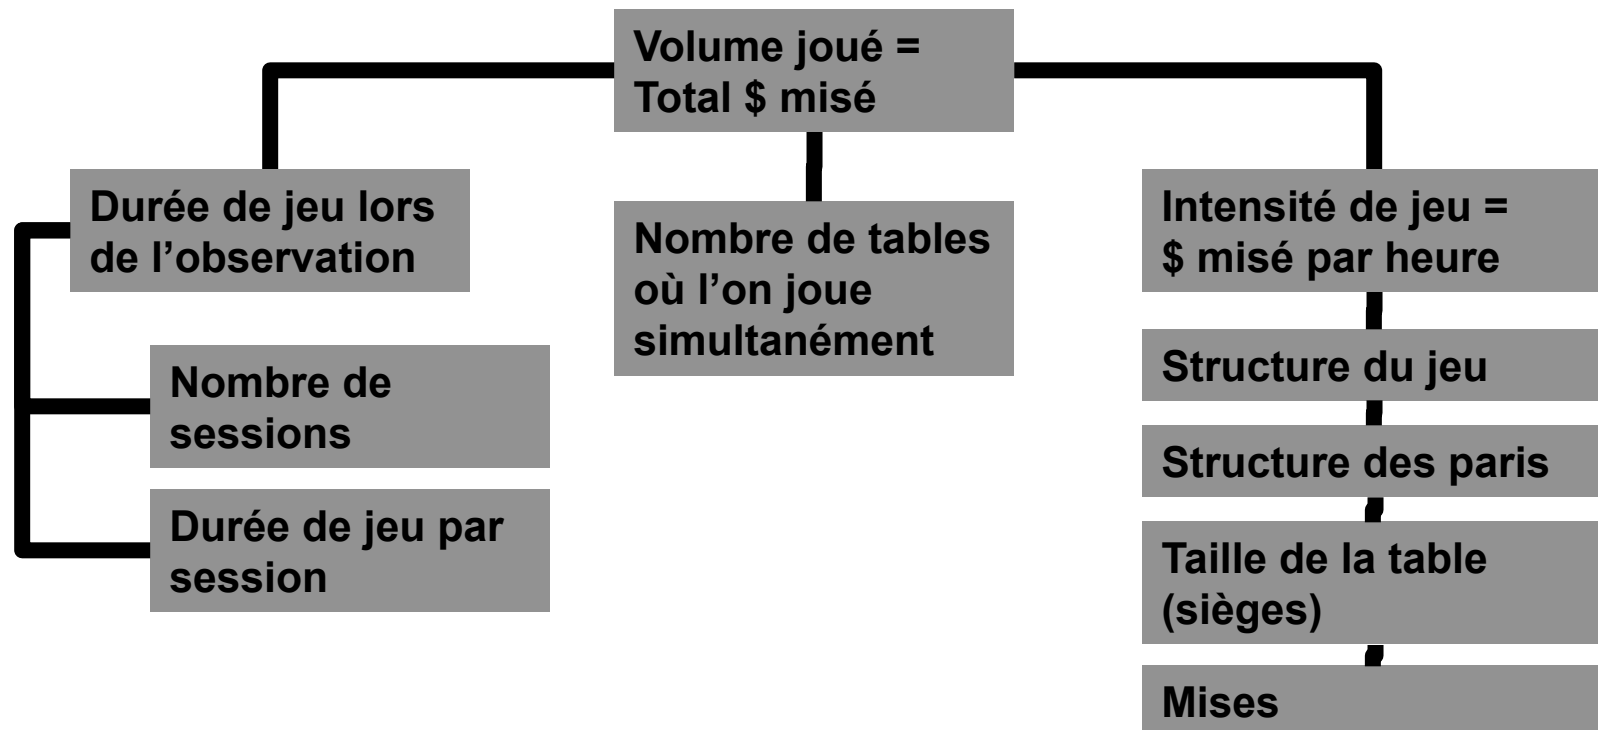 Volume joué =
Total $ misé
Durée de jeu lors
de l’observation
Nombre de
sessions
Durée de jeu par
session
Nombre de tables
où l’on joue
simultanément
Intensité de jeu =
$ misé par heure
Structure du jeu
Structure des paris
Taille de la table
(sièges)
Mises